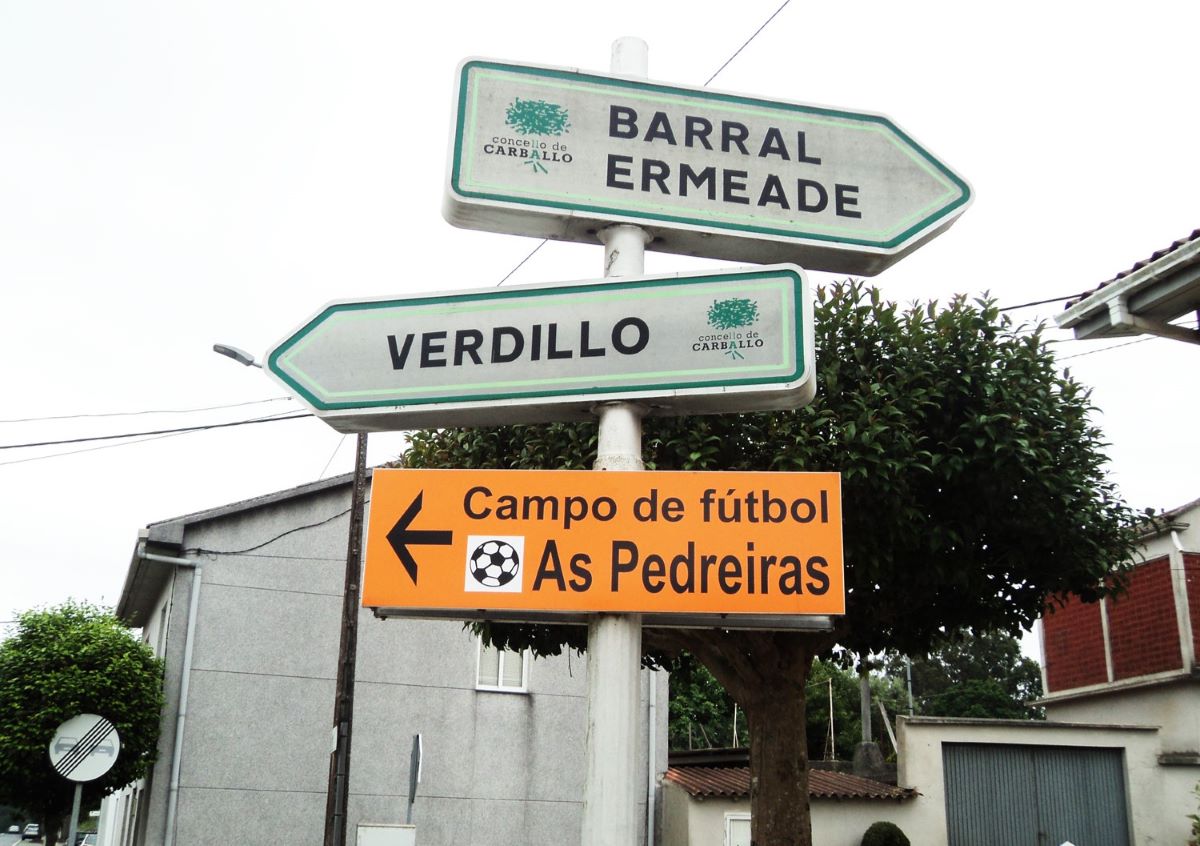 concello de
CARBALLO
BARRAL
ERMEADE
VERDILLO
concello de
CARBALLO
Campo de fútbol
As Pedreiras